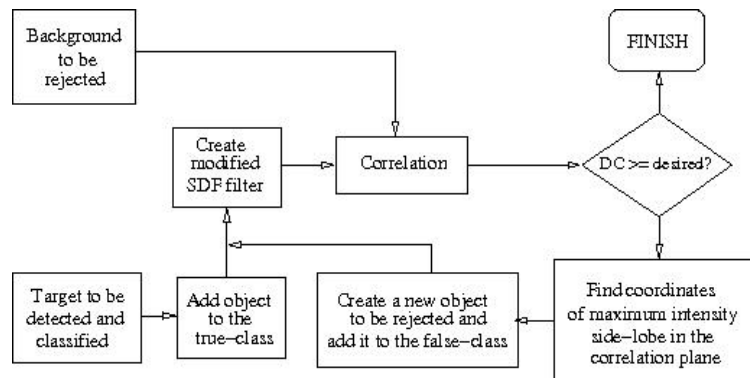 Background
to be
rejected
FINISH
Create
modified
SDF filter
Correlation
DC >= desired?
Target to be
detected and
classified
Add object
to the
true-class
Create a new object
to be rejected and
add it to the false-class
Find coordinates
of maximum intensity
side-lobe in the
correlation plane